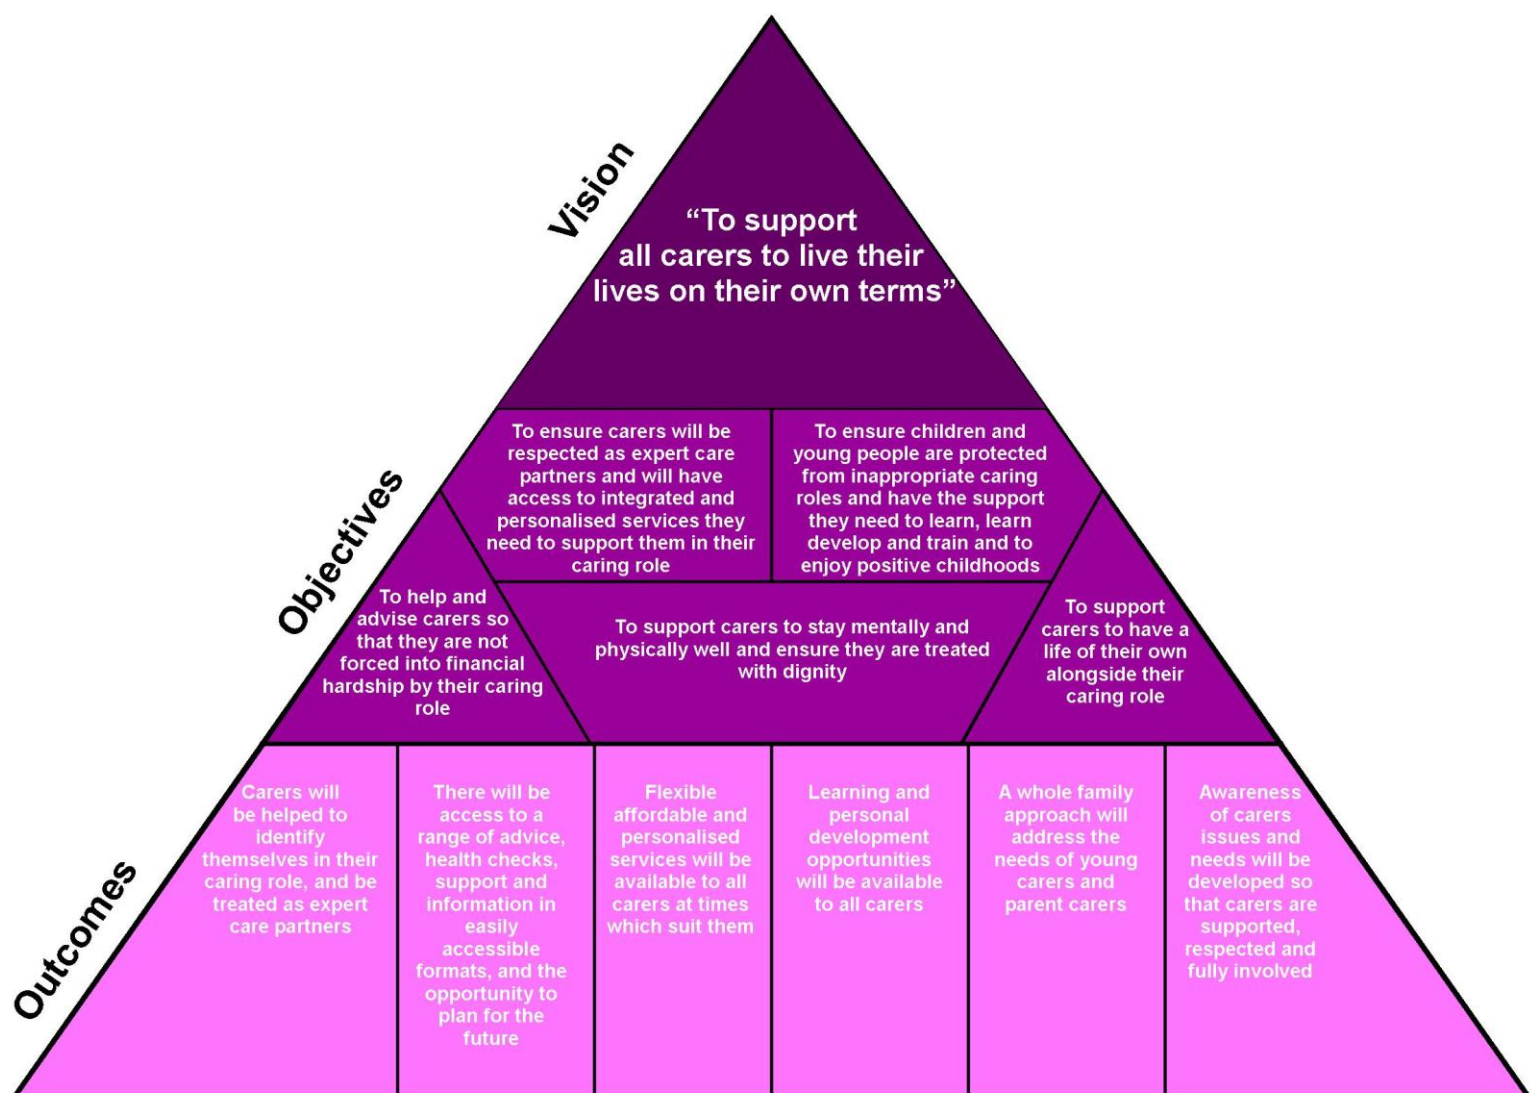 Vision
“To support
all carers to live their
lives on their own terms”
Objectives
To ensure carers will be
respected as expert care
partners and will have
access to integrated and
personalised services they
need to support them in their
caring role
To ensure children and
young people are protected
from inappropriate caring
roles and have the support
they need to learn, learn
develop and train and to
enjoy positive childhoods
To help and
advise carers so
that they are not
forced into financial
hardship by their caring
role
To support carers to stay mentally and
physically well and ensure they are treated
with dignity
To support
carers to have a
life of their own
alongside their
caring role
Outcomes
Carers will
be helped to
identify
themselves in their
caring role, and be
treated as expert
care partners
There will be
access to a
range of advice,
health checks,
support and
information in
easily
accessible
formats, and the
opportunity to
plan for the
future
Flexible
affordable and
personalised
services will be
available to all
carers at times
which suit them
Learning and
personal
development
opportunities
will be available
to all carers
A whole family
approach will
address the
needs of young
carers and
parent carers
Awareness
of carers
issues and
needs will be
developed so
that carers are
supported,
respected and
fully involved